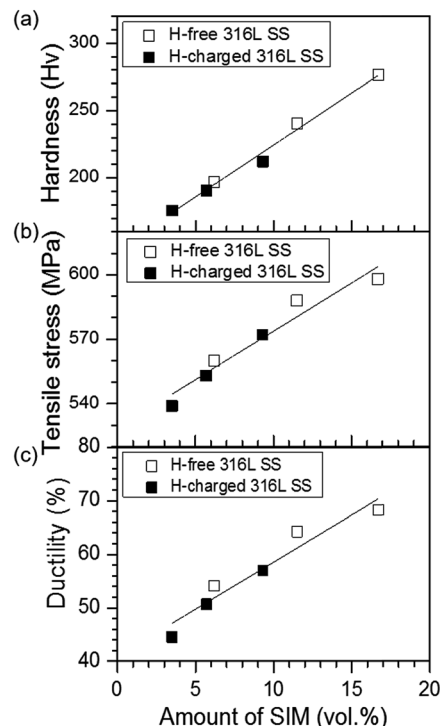 (a)
H-free 316L SS
H-charged 316L SS
300
250
200
Hardness (Hv)
(b)
H-free 316L SS
H-charged 316L SS
600
570
540
Tensile stress (MPa)
(c)
H-free 316L SS
H-charged 316L SS
80
70
60
50
40
Ductility (%)
0 5 10 15 20
Amount of SIM (vol.%)